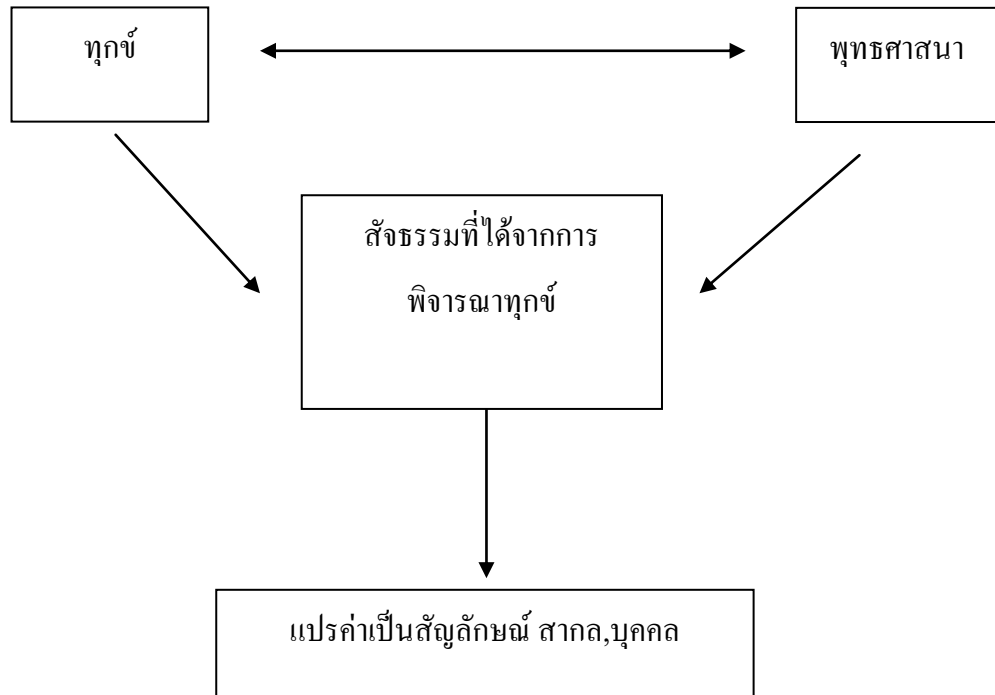 ทุกข์
พุทธศาสนา
สัจธรรมที่ได้จากการ
พิจารณาทุกข์
แปรค่าเป็นสัญลักษณ์ สากล,บุคคล